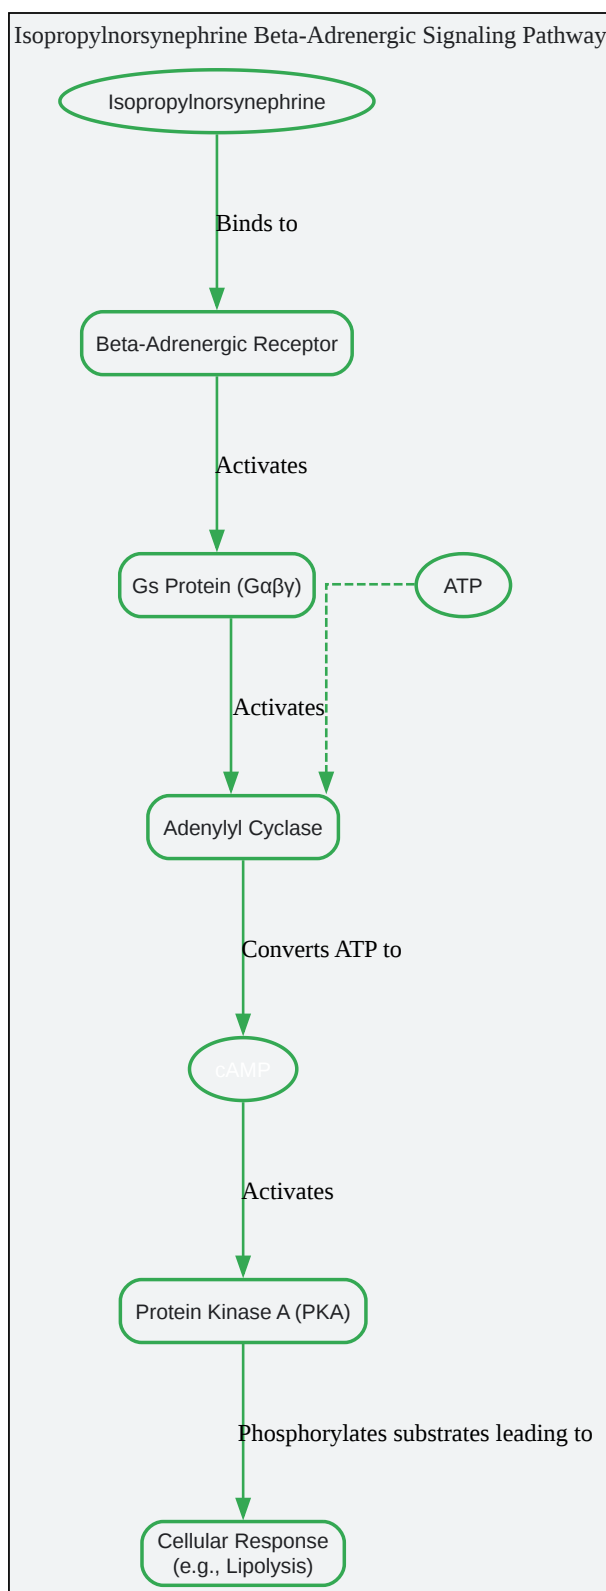 Isopropylnorsynephrine Beta-Adrenergic Signaling Pathway
Isopropylnorsynephrine
Binds to
Beta-Adrenergic Receptor
Activates
Gs Protein (Gαβγ)
ATP
Activates
Adenylyl Cyclase
Converts ATP to
cAMP
Activates
Protein Kinase A (PKA)
Phosphorylates substrates leading to
Cellular Response
(e.g., Lipolysis)